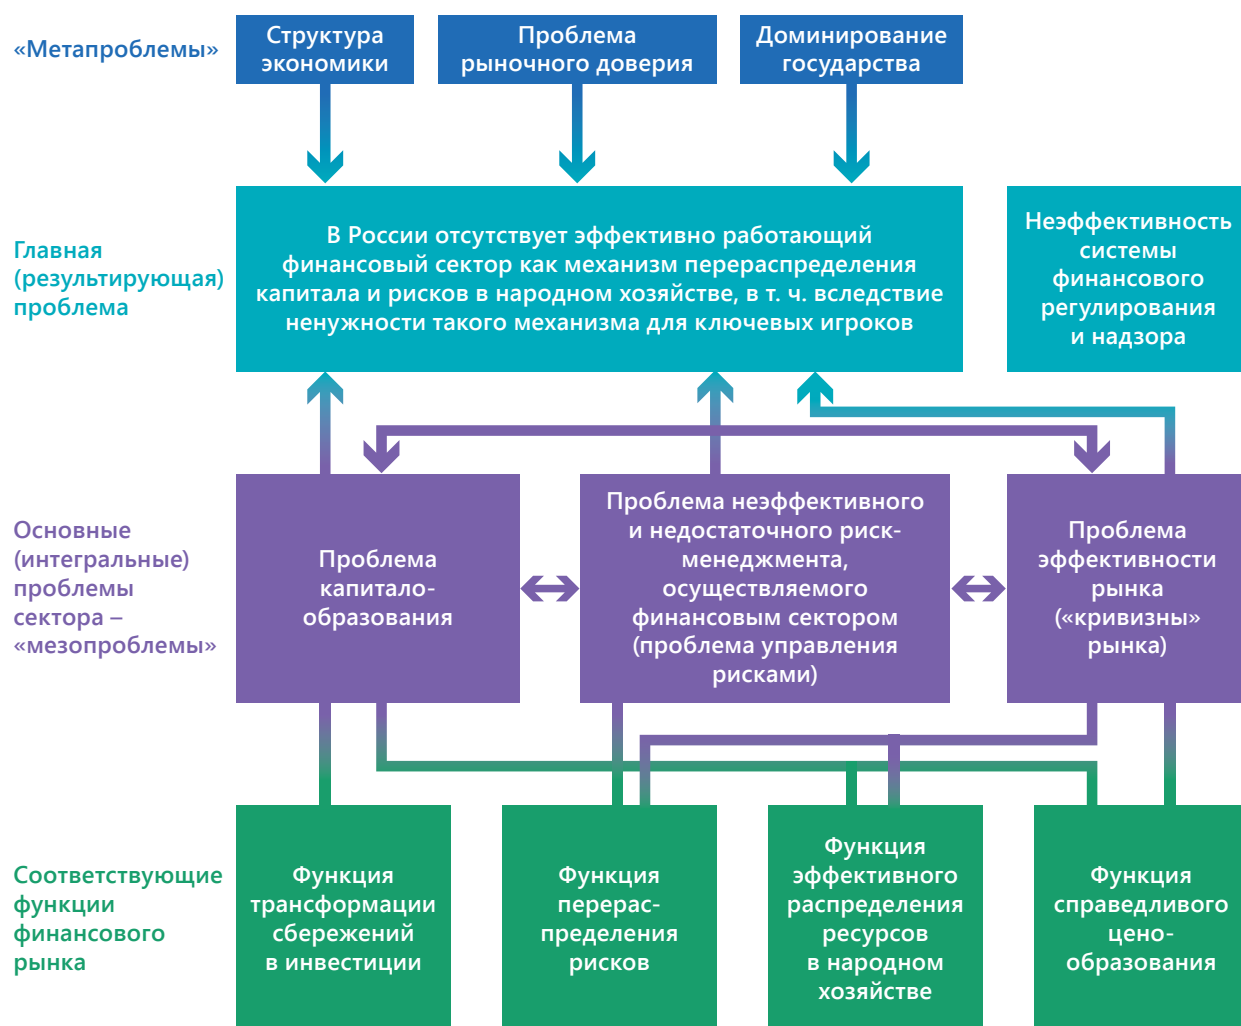 «Метапроблемы»
Структура
экономики
Проблема
рыночного доверия
Доминирование
государства
Главная
(результирующая)
проблема
В России отсутствует эффективно работающий
финансовый сектор как механизм перераспределения
капитала и рисков в народном хозяйстве, в т. ч. вследствие
ненужности такого механизма для ключевых игроков
Неэффективность
системы
финансового
регулирования
и надзора
Основные
(интегральные)
проблемы
сектора –
«мезопроблемы»
Проблема
капитало-
образования
Проблема неэффективного
и недостаточного риск-
менеджмента,
осуществляемого
финансовым сектором
(проблема управления
рисками)
Проблема
эффективности
рынка
(«кривизны»
рынка)
Соответствующие
функции
финансового
рынка
Функция
трансформации
сбережений
в инвестиции
Функция
перерас-
пределения
рисков
Функция
эффективного
распределения
ресурсов
в народном
хозяйстве
Функция
справедливого
цено-
образования